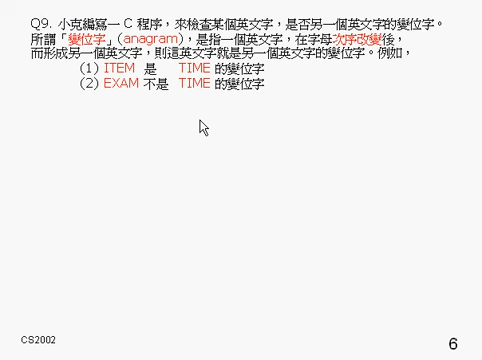 Q9. 小克編寫一 C 程序，來檢查某個英文字，是否另一個英文字的變位字。
所謂「變位字」(anagram)，是指一個英文字，在字母次序改變後，
而形成另一個英文字，則這英文字就是另一個英文字的變位字。例如，
(1) ITEM 是 TIME 的變位字
(2) EXAM 不是 TIME 的變位字
CS2002
6